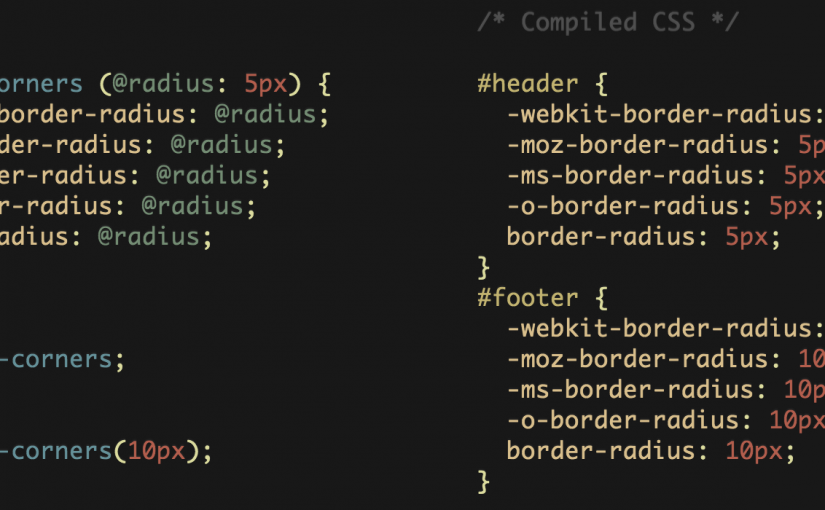 /* Compiled CSS */
orners (@radius: 5px) {
border-radius: @radius;
der-radius: @radius;
er-radius: @radius;
r-radius: @radius;
adius: @radius;
-corners;
-corners(10px);
#header {
-webkit-border-radius:
-moz-border-radius: 5p
-ms-border-radius: 5px
-o-border-radius: 5px;
border-radius: 5px;
}
#footer {
-webkit-border-radius:
-moz-border-radius: 10
-ms-border-radius: 10p
-o-border-radius: 10px
border-radius: 10px;
}